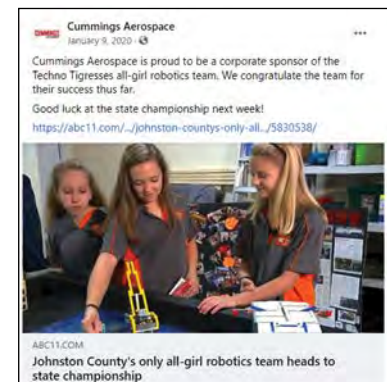 Cummings Aerospace
January 9, 2020 ·
Cummings Aerospace is proud to be a corporate sponsor of the
Techno Tigresses all-girl robotics team. We congratulate the team for
their success thus far.
Good luck at the state championship next week!
https://abc11.com/.../johnston-countys-only-all.../5830538/
ABC11.COM
Johnston County's only all-girl robotics team heads to
state championship